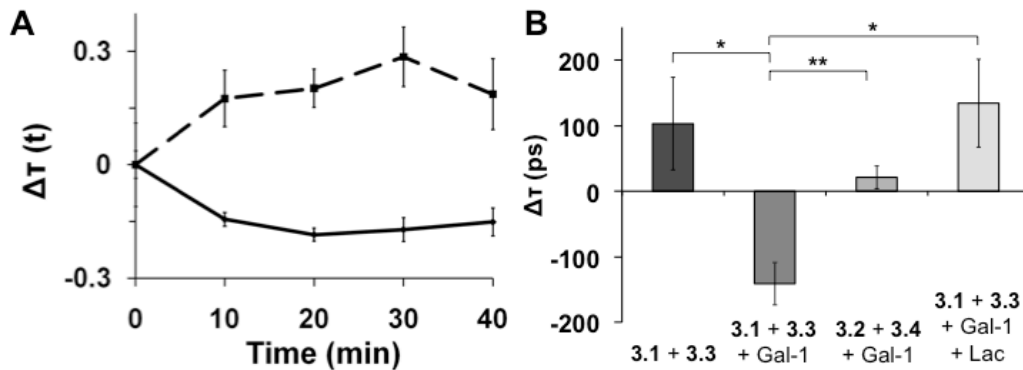 A
0.3
0
-0.3
Δτ (t)
0
10
20
30
40
Time (min)
B
200
100
0
-100
-200
Δτ (ps)
*
**
*
3.1 + 3.3
3.1 + 3.3
+ Gal-1
3.2 + 3.4
+ Gal-1
3.1 + 3.3
+ Gal-1
+ Lac